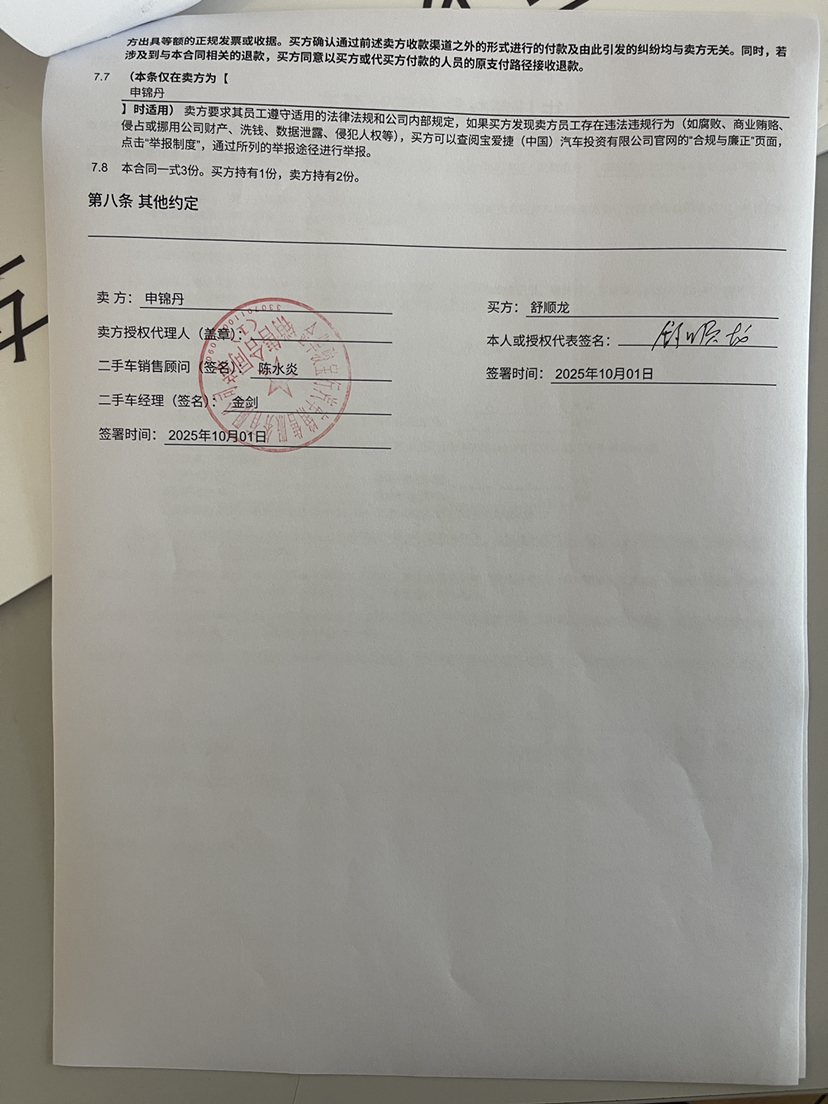 方出具等额的正规发票或收据。买方确认通过前述卖方收款渠道之外的形式进行的付款及由此引发的纠纷均与卖方无关。同时，若
涉及到与本合同相关的退款，买方同意以买方或代买方付款的人员的原支付路径接收退款。
7.7 （本条仅在卖方为【
申锦丹
】时适用）卖方要求其员工遵守适用的法律法规和公司内部规定，如果买方发现卖方员工存在违法违规行为（如腐败、商业贿赂、
侵占或挪用公司财产、洗钱、数据泄露、侵犯人权等），买方可以查阅宝爱捷（中国）汽车投资有限公司官网的“合规与廉正”页面，
点击“举报制度”，通过所列的举报途径进行举报。
7.8 本合同一式3份。买方持有1份，卖方持有2份。
第八条 其他约定
卖 方： 申锦丹
卖方授权代理人（盖章）：
二手车销售顾问（签名）： 陈水炎
二手车经理（签名）： 金剑
签署时间： 2025年10月01日
买方： 舒顺龙
本人或授权代表签名：
签署时间： 2025年10月01日